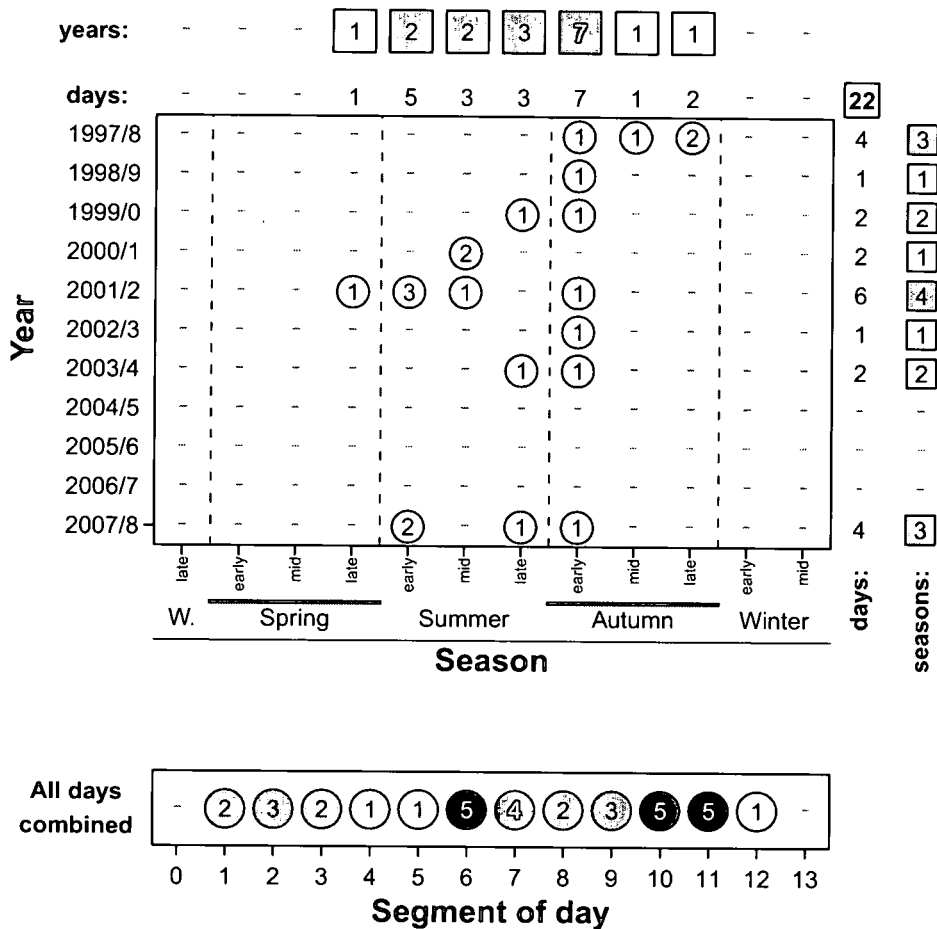 years: - - - 1 2 2 3 7 1 1 - -
days: - - - 1 5 3 3 7 1 2 - - 22
1997/8 - - - - - - - 1 1 2 - - 4 3
1998/9 - - - - - - - 1 - - - - 1 1
1999/0 - - - - - - 1 1 - - - - 2 2
2000/1 - - - - - 2 - - - - - - 2 1
2001/2 - - - 1 3 1 - 1 - - - - 6 4
2002/3 - - - - - - - 1 - - - - 1 1
2003/4 - - - - - - 1 1 - - - - 2 2
2004/5 - - - - - - - - - - - - - -
2005/6 - - - - - - - - - - - - - -
2006/7 - - - - - - - - - - - - - -
2007/8 - - - - 2 - 1 1 - - - - 4 3
Year
late early mid late early mid late early mid late early mid
W. Spring Summer Autumn Winter
days:
seasons:
Season
All days
combined
- 2 3 2 1 1 5 4 2 3 5 5 1 -
0 1 2 3 4 5 6 7 8 9 10 11 12 13
Segment of day